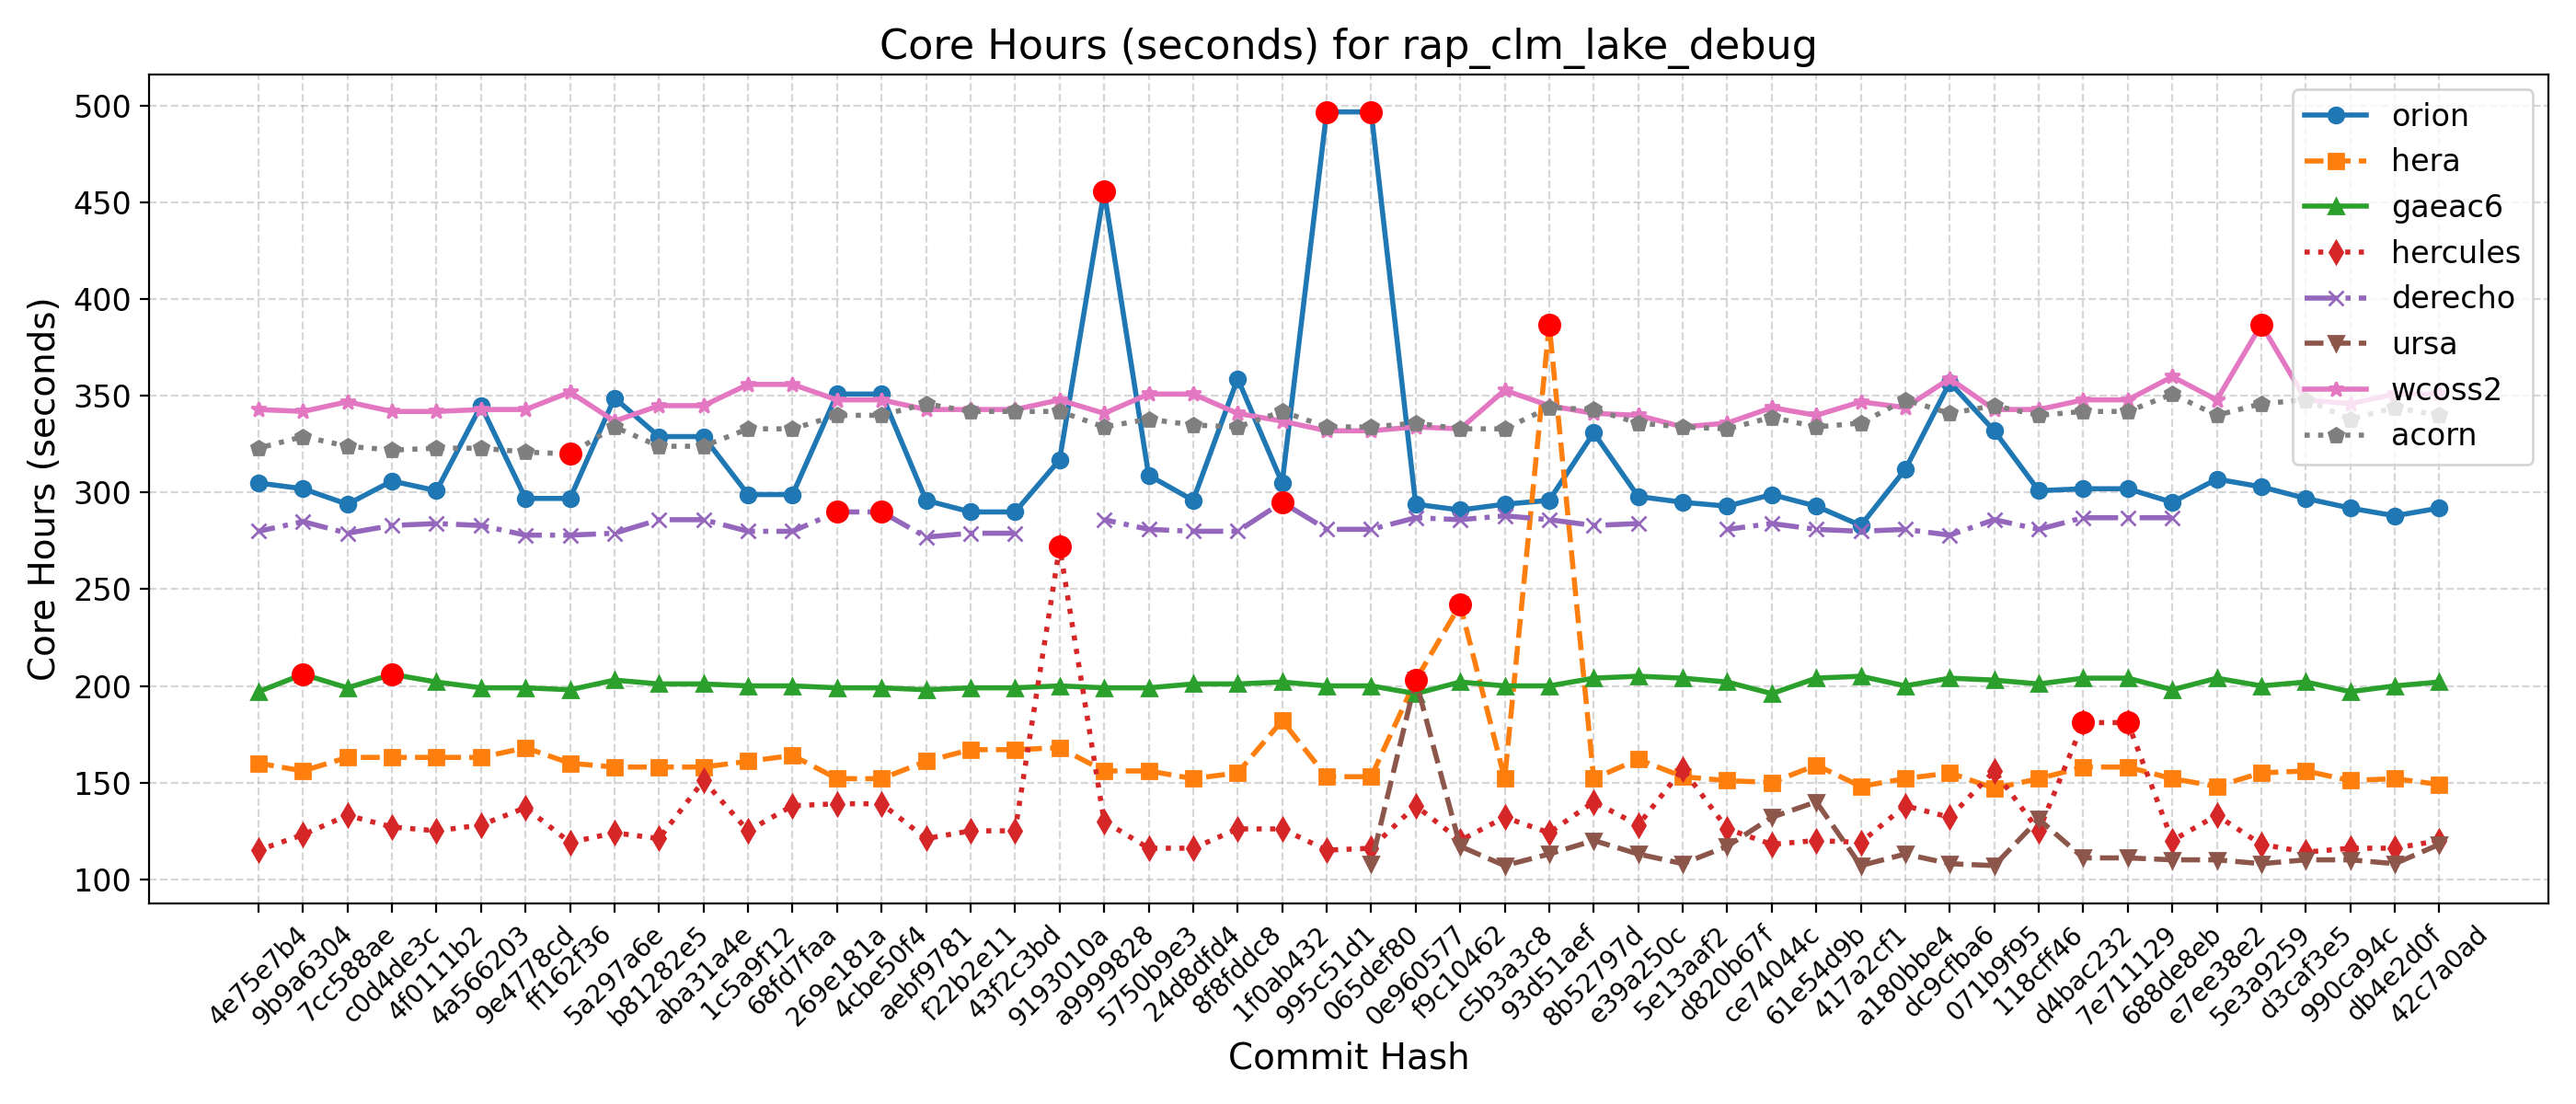 Core Hours (seconds) for rap_clm_lake_debug
Core Hours (seconds)
500
450
400
350
300
250
200
150
100
orion
hera
gaeac6
hercules
derecho
ursa
wcoss2
acorn
4e75e7b4
9b9a6304
7cc588ae
c0d4de3c
4f0111b2
4a566203
9e4778cd
ff162f36
5a297a6e
b81282e5
aba31a4e
1c5a9f12
68fd7faa
269e181a
4cbe50f4
aebf9781
f22b2e11
43f2c3bd
9193010a
a9999828
5750b9e3
24d8dfd4
8f8fddc8
1f0ab432
995c51d1
065def80
0e960577
f9c10462
c5b3a3c8
93d51aef
8b52797d
e39a250c
5e13aaf2
d820b67f
ce74044c
61e54d9b
417a2cf1
a180bbe4
dc9cfba6
071b9f95
118cff46
d4bac232
7e711129
688de8eb
e7ee38e2
5e3a9259
d3caf3e5
990ca94c
db4e2d0f
42c7a0ad
Commit Hash